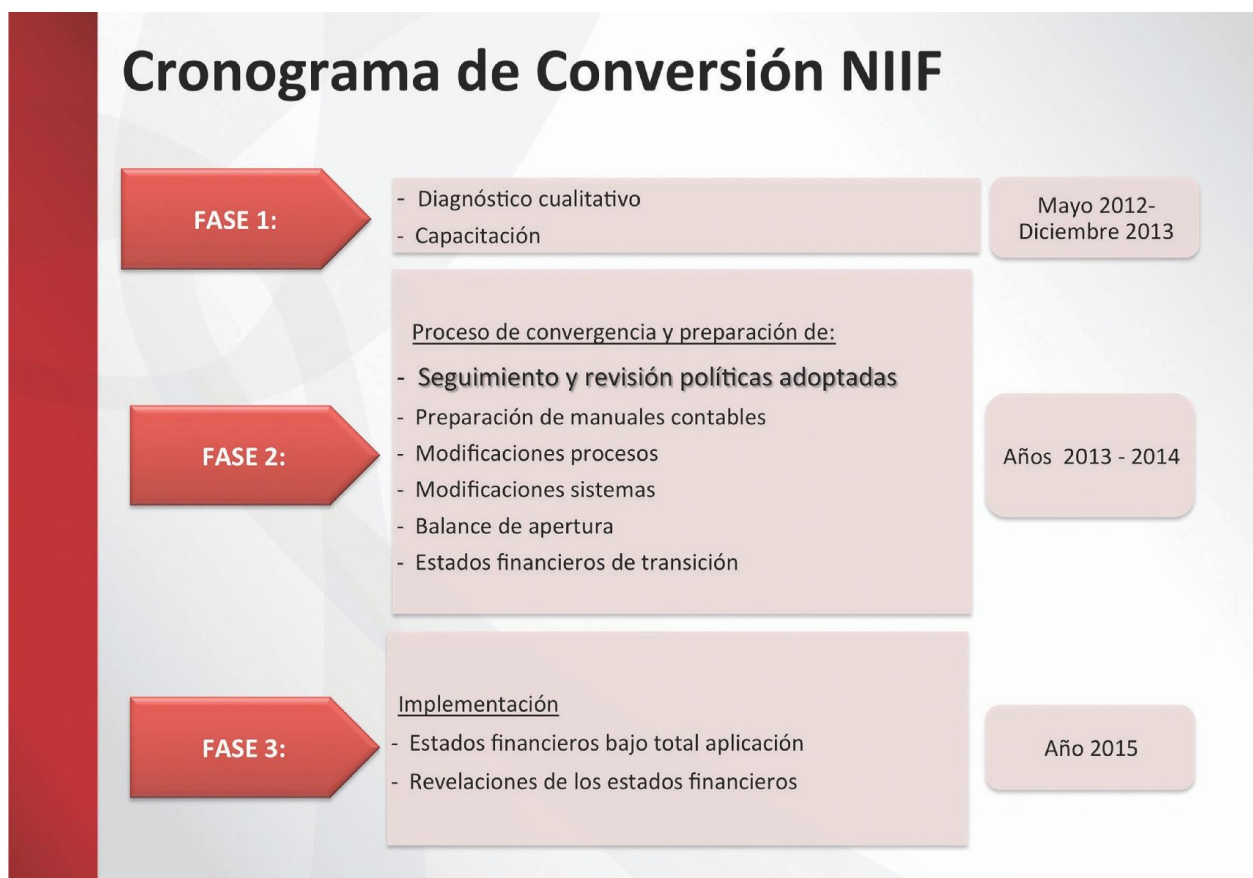 Cronograma de Conversión NIIF
FASE 1:
- Diagnóstico cualitativo
- Capacitación
Mayo 2012-
Diciembre 2013
FASE 2:
Proceso de convergencia y preparación de:
- Seguimiento y revisión políticas adoptadas
- Preparación de manuales contables
- Modificaciones procesos
- Modificaciones sistemas
- Balance de apertura
- Estados financieros de transición
Años 2013 - 2014
FASE 3:
Implementación
- Estados financieros bajo total aplicación
- Revelaciones de los estados financieros
Año 2015